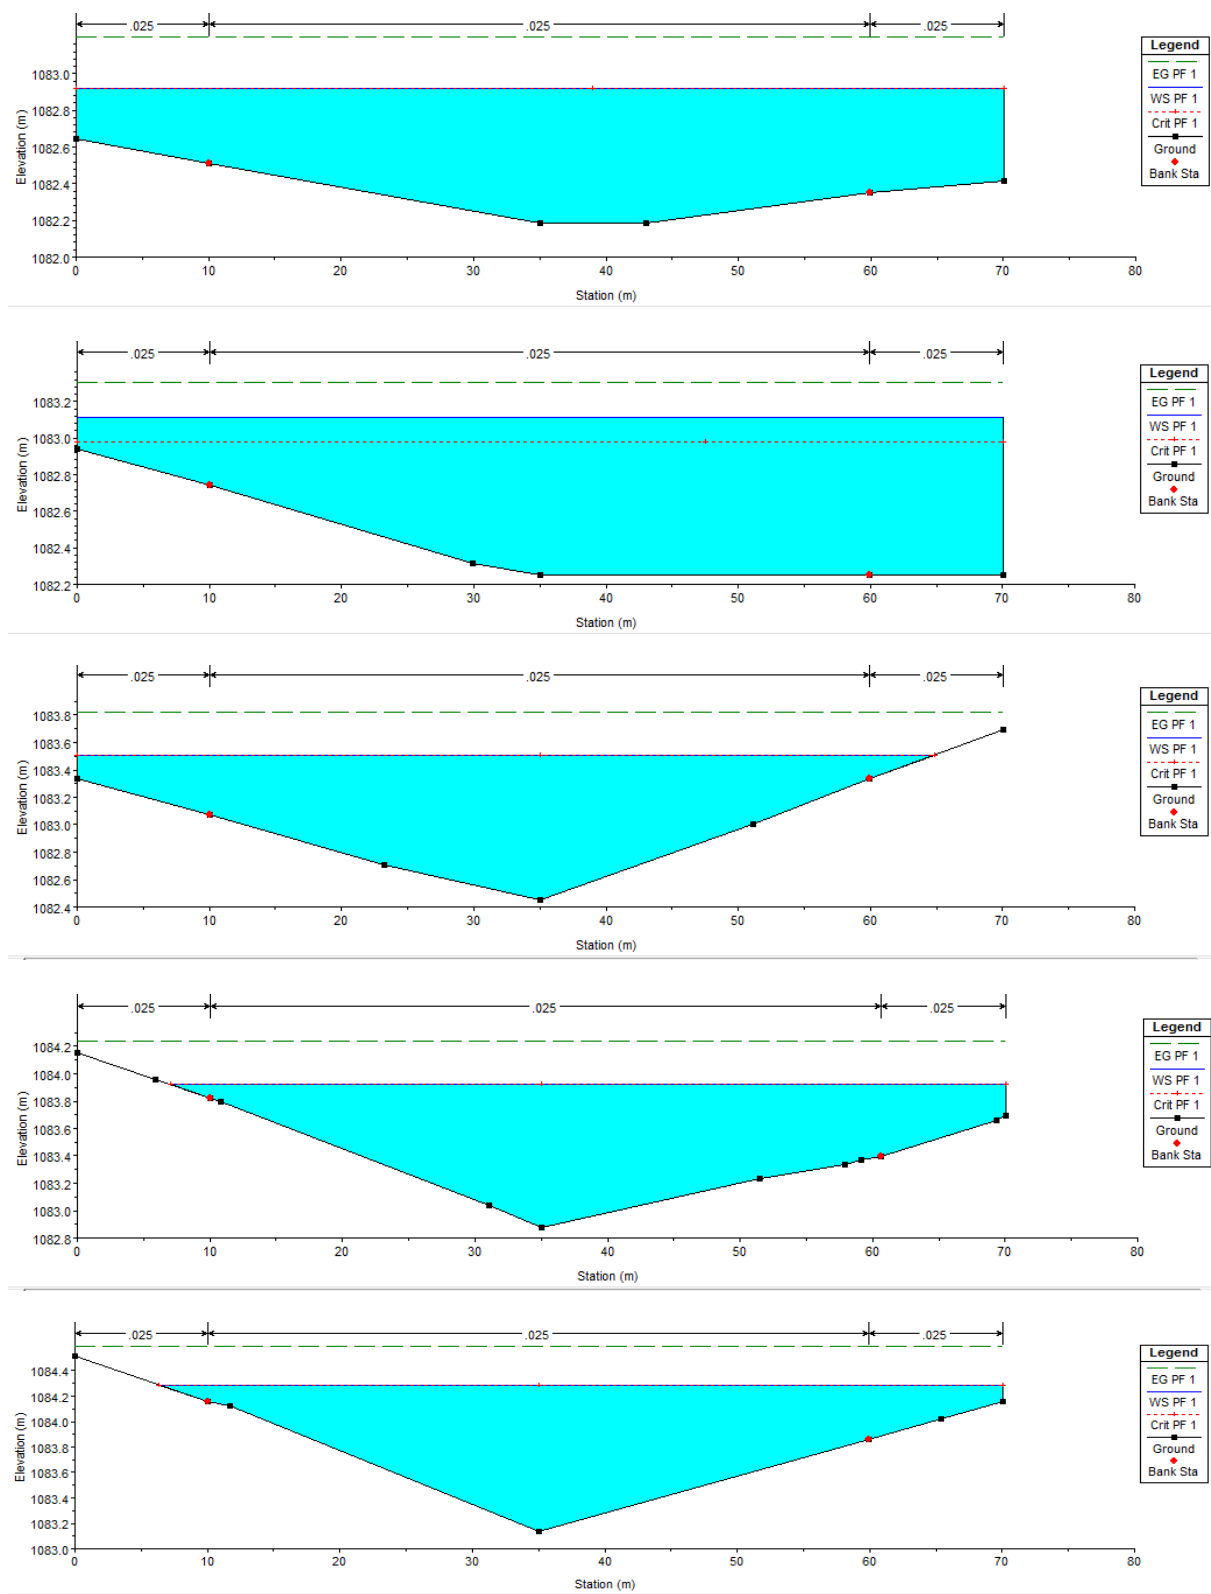 .025 .025 .025
Legend
EG PF 1
WS PF 1
Crit PF 1
Ground
Bank Sta
Elevation (m)
1083.0
1082.8
1082.6
1082.4
1082.2
1082.0
0 10 20 30 40 50 60 70 80
Station (m)
.025 .025 .025
Legend
EG PF 1
WS PF 1
Crit PF 1
Ground
Bank Sta
Elevation (m)
1083.2
1083.0
1082.8
1082.6
1082.4
1082.2
0 10 20 30 40 50 60 70 80
Station (m)
.025 .025 .025
Legend
EG PF 1
WS PF 1
Crit PF 1
Ground
Bank Sta
Elevation (m)
1083.8
1083.6
1083.4
1083.2
1083.0
1082.8
1082.6
1082.4
0 10 20 30 40 50 60 70 80
Station (m)
.025 .025 .025
Legend
EG PF 1
WS PF 1
Crit PF 1
Ground
Bank Sta
Elevation (m)
1084.2
1084.0
1083.8
1083.6
1083.4
1083.2
1083.0
1082.8
0 10 20 30 40 50 60 70 80
Station (m)
.025 .025 .025
Legend
EG PF 1
WS PF 1
Crit PF 1
Ground
Bank Sta
Elevation (m)
1084.4
1084.2
1084.0
1083.8
1083.6
1083.4
1083.2
1083.0
0 10 20 30 40 50 60 70 80
Station (m)